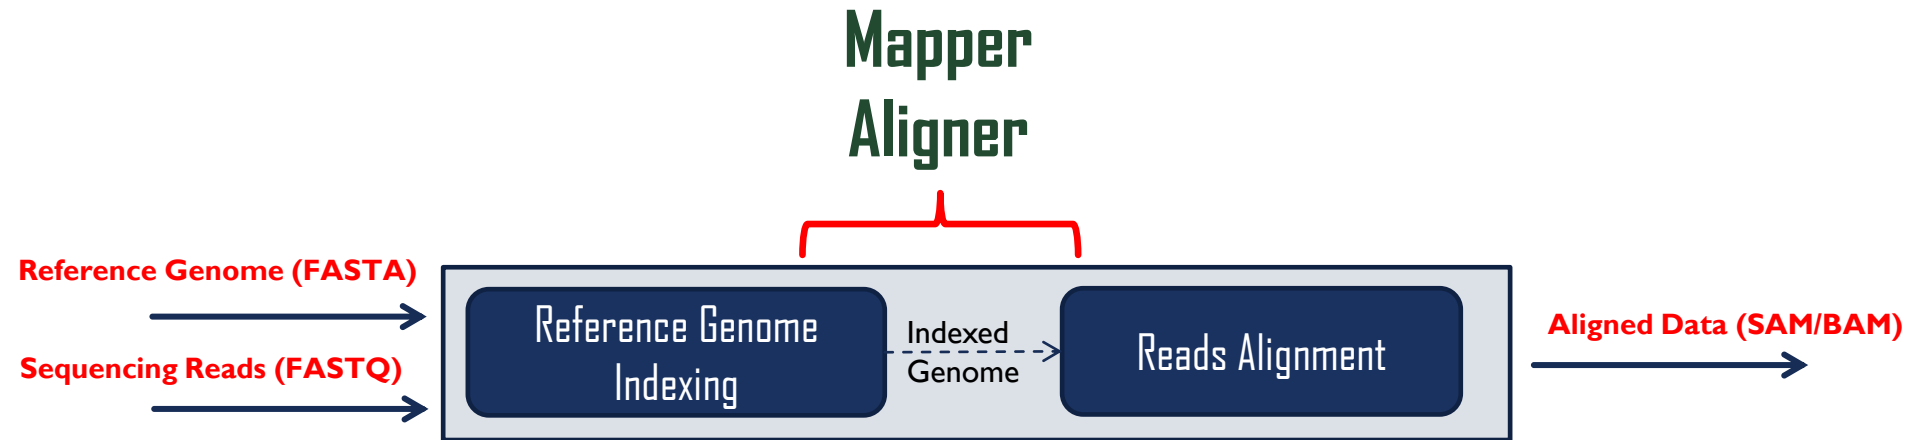 Mapper
Aligner
Reference Genome (FASTA)
Sequencing Reads (FASTQ)
Reference Genome
Indexing
Indexed
Genome
Reads Alignment
Aligned Data (SAM/BAM)